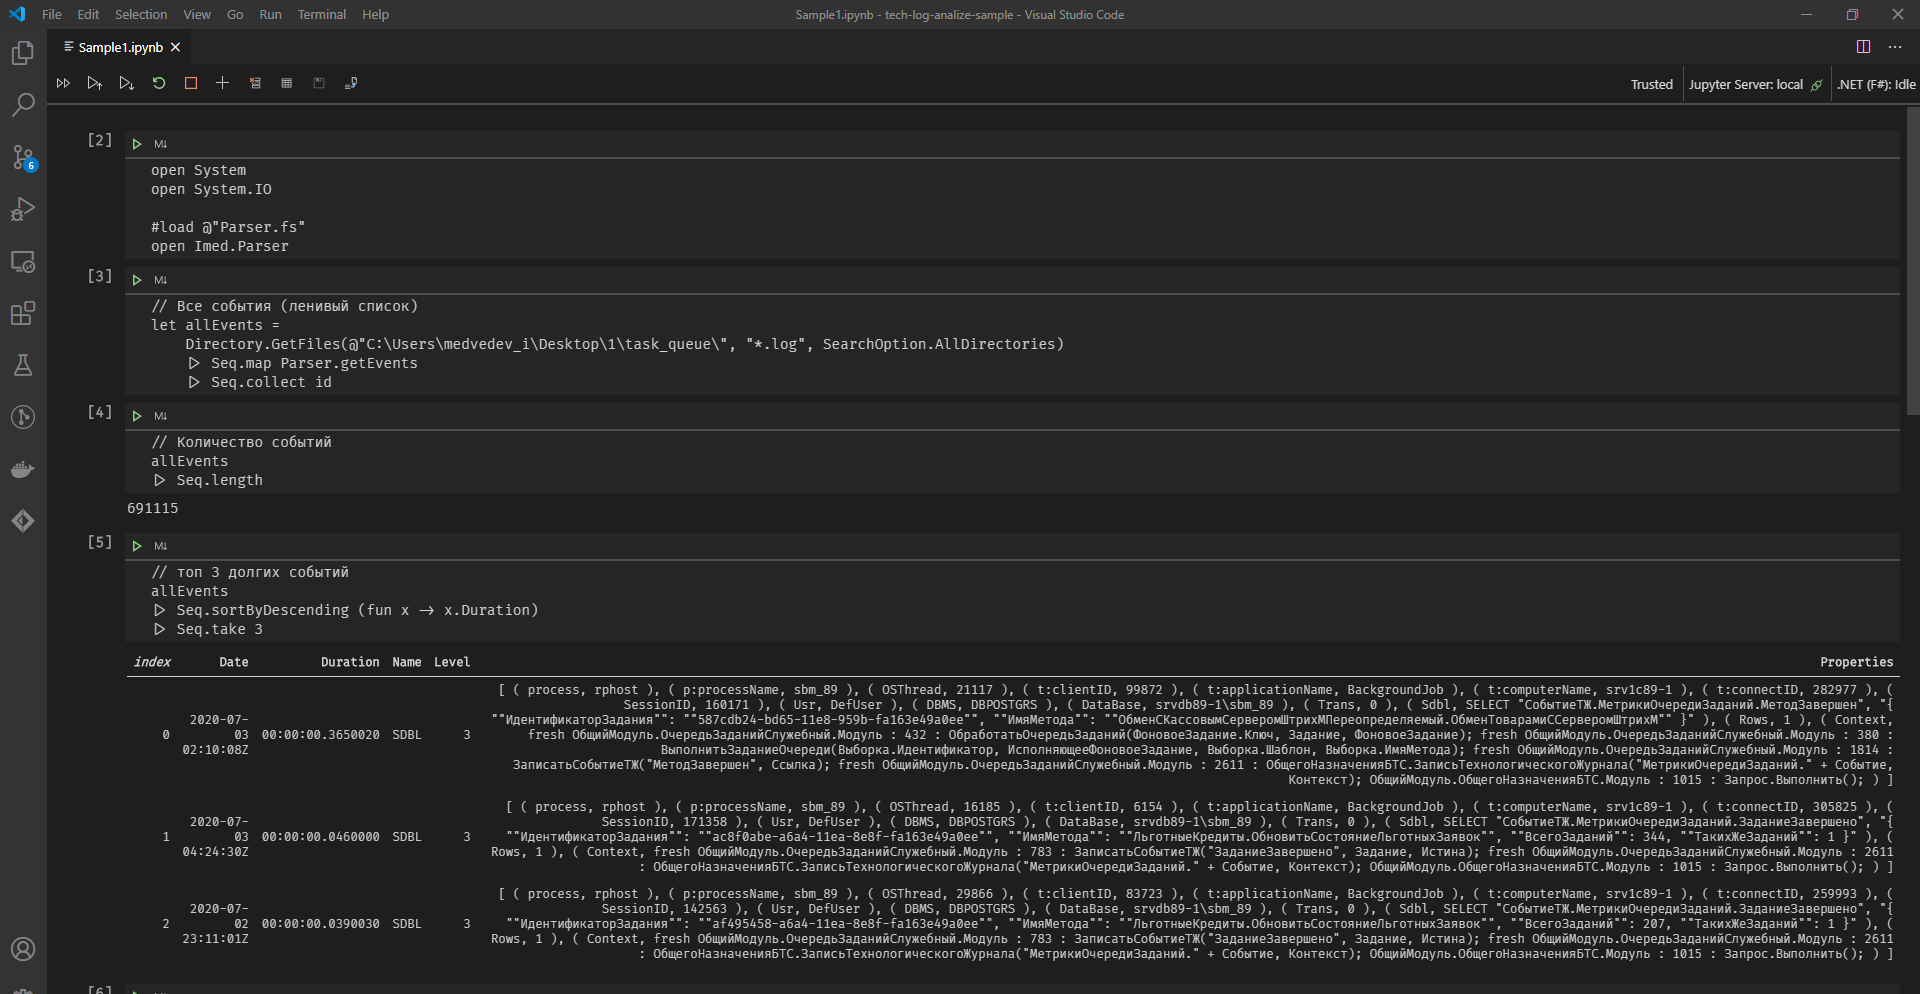 File Edit Selection View Go Run Terminal Help
Sample1.ipynb - tech-log-analize-sample - Visual Studio Code
Sample1.ipynb
Trusted
Jupyter Server: local
.NET (F#): Idle
6
[2]
M↓
open System
open System.IO
#load @"Parser.fs"
open Imed.Parser
[3]
M↓
// Все события (ленивый список)
let allEvents =
Directory.GetFiles(@"C:\Users\medvedev_i\Desktop\1\task_queue\", "*.log", SearchOption.AllDirectories)
▷ Seq.map Parser.getEvents
▷ Seq.collect id
[4]
M↓
// Количество событий
allEvents
▷ Seq.length
691115
[5]
M↓
// топ 3 долгих событий
allEvents
▷ Seq.sortByDescending (fun x → x.Duration)
▷ Seq.take 3
index Date Duration Name Level Properties
[ ( process, rphost ), ( p:processName, sbm_89 ), ( OSThread, 21117 ), ( t:clientID, 99872 ), ( t:applicationName, BackgroundJob ), ( t:computerName, srv1c89-1 ), ( t:connectID, 282977 ), (
SessionID, 160171 ), ( Usr, DefUser ), ( DBMS, DBPOSTGRS ), ( DataBase, srvdb89-1\sbm_89 ), ( Trans, 0 ), ( Sdbl, SELECT "СобытиеТЖ.МетрикиОчередиЗаданий.МетодЗавершен", "{
2020-07- ""ИдентификаторЗадания"": ""587cdb24-bd65-11e8-959b-fa163e49a0ee"", ""ИмяМетода"": ""ОбменСКассовымСерверомШтрихМПереопределяемый.ОбменТоварамиССерверомШтрихМ"" }" ), ( Rows, 1 ), ( Context,
0 03 00:00:00.3650020 SDBL 3 fresh ОбщийМодуль.ОчередьЗаданийСлужебный.Модуль : 432 : ОбработатьОчередьЗаданий(ФоновоеЗадание.Ключ, Задание, ФоновоеЗадание); fresh ОбщийМодуль.ОчередьЗаданийСлужебный.Модуль : 380 :
02:10:08Z ВыполнитьЗаданиеОчереди(Выборка.Идентификатор, ИсполняющееФоновоеЗадание, Выборка.Шаблон, Выборка.ИмяМетода); fresh ОбщийМодуль.ОчередьЗаданийСлужебный.Модуль : 1814 :
ЗаписатьСобытиеТЖ("МетодЗавершен", Ссылка); fresh ОбщийМодуль.ОчередьЗаданийСлужебный.Модуль : 2611 : ОбщегоНазначенияБТС.ЗаписьТехнологическогоЖурнала("МетрикиОчередиЗаданий." + Событие,
Контекст); ОбщийМодуль.ОбщегоНазначенияБТС.Модуль : 1015 : Запрос.Выполнить(); ) ]
[ ( process, rphost ), ( p:processName, sbm_89 ), ( OSThread, 16185 ), ( t:clientID, 6154 ), ( t:applicationName, BackgroundJob ), ( t:computerName, srv1c89-1 ), ( t:connectID, 305825 ), (
2020-07- SessionID, 171358 ), ( Usr, DefUser ), ( DBMS, DBPOSTGRS ), ( DataBase, srvdb89-1\sbm_89 ), ( Trans, 0 ), ( Sdbl, SELECT "СобытиеТЖ.МетрикиОчередиЗаданий.ЗаданиеЗавершено", "{
1 03 00:00:00.0460000 SDBL 3 ""ИдентификаторЗадания"": ""ac8f0abe-a6a4-11ea-8e8f-fa163e49a0ee"", ""ИмяМетода"": ""ЛьготныеКредиты.ОбновитьСостояниеЛьготныхЗаявок"", ""ВсегоЗаданий"": 344, ""ТакихЖеЗаданий"": 1 }" ), (
04:24:30Z Rows, 1 ), ( Context, fresh ОбщийМодуль.ОчередьЗаданийСлужебный.Модуль : 783 : ЗаписатьСобытиеТЖ("ЗаданиеЗавершено", Задание, Истина); fresh ОбщийМодуль.ОчередьЗаданийСлужебный.Модуль : 2611
: ОбщегоНазначенияБТС.ЗаписьТехнологическогоЖурнала("МетрикиОчередиЗаданий." + Событие, Контекст); ОбщийМодуль.ОбщегоНазначенияБТС.Модуль : 1015 : Запрос.Выполнить(); ) ]
[ ( process, rphost ), ( p:processName, sbm_89 ), ( OSThread, 29866 ), ( t:clientID, 83723 ), ( t:applicationName, BackgroundJob ), ( t:computerName, srv1c89-1 ), ( t:connectID, 259993 ), (
2020-07- SessionID, 142563 ), ( Usr, DefUser ), ( DBMS, DBPOSTGRS ), ( DataBase, srvdb89-1\sbm_89 ), ( Trans, 0 ), ( Sdbl, SELECT "СобытиеТЖ.МетрикиОчередиЗаданий.ЗаданиеЗавершено", "{
2 02 00:00:00.0390030 SDBL 3 ""ИдентификаторЗадания"": ""af495458-a6a4-11ea-8e8f-fa163e49a0ee"", ""ИмяМетода"": ""ЛьготныеКредиты.ОбновитьСостояниеЛьготныхЗаявок"", ""ВсегоЗаданий"": 207, ""ТакихЖеЗаданий"": 1 }" ), (
23:11:01Z Rows, 1 ), ( Context, fresh ОбщийМодуль.ОчередьЗаданийСлужебный.Модуль : 783 : ЗаписатьСобытиеТЖ("ЗаданиеЗавершено", Задание, Истина); fresh ОбщийМодуль.ОчередьЗаданийСлужебный.Модуль : 2611
: ОбщегоНазначенияБТС.ЗаписьТехнологическогоЖурнала("МетрикиОчередиЗаданий." + Событие, Контекст); ОбщийМодуль.ОбщегоНазначенияБТС.Модуль : 1015 : Запрос.Выполнить(); ) ]
[6]